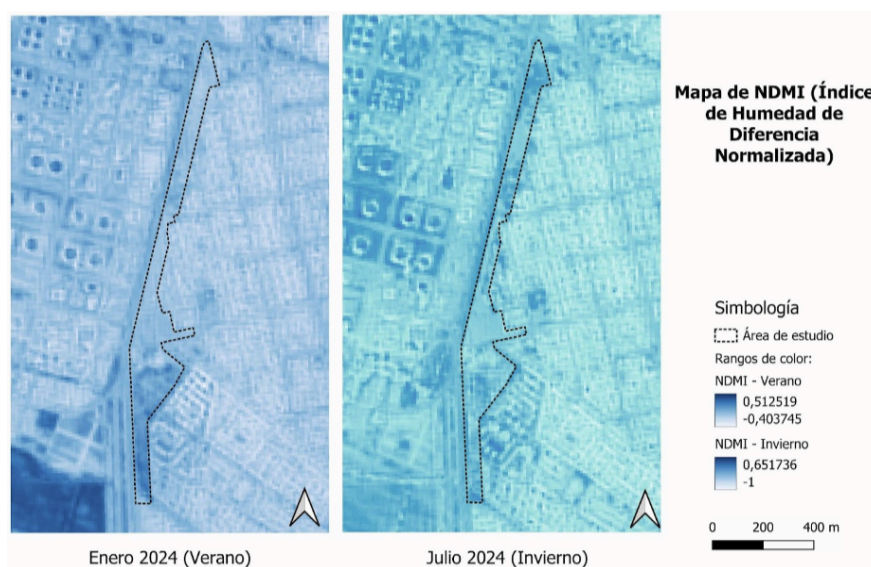 Mapa de NDMI (Índice
de Humedad de
Diferencia
Normalizada)
Simbología
Área de estudio
Rangos de color:
NDMI - Verano
0,512519
-0,403745
NDMI - Invierno
0,651736
-1
0 200 400 m
Enero 2024 (Verano)
Julio 2024 (Invierno)